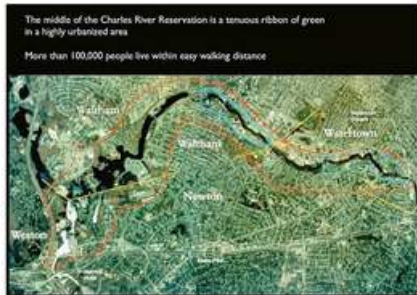 The middle of the Charles River Reservation is a tenuous ribbon of green
in a highly urbanized area
More than 100,000 people live within easy walking distance
Waltham
Watertown
Waltham
Newton
Weston